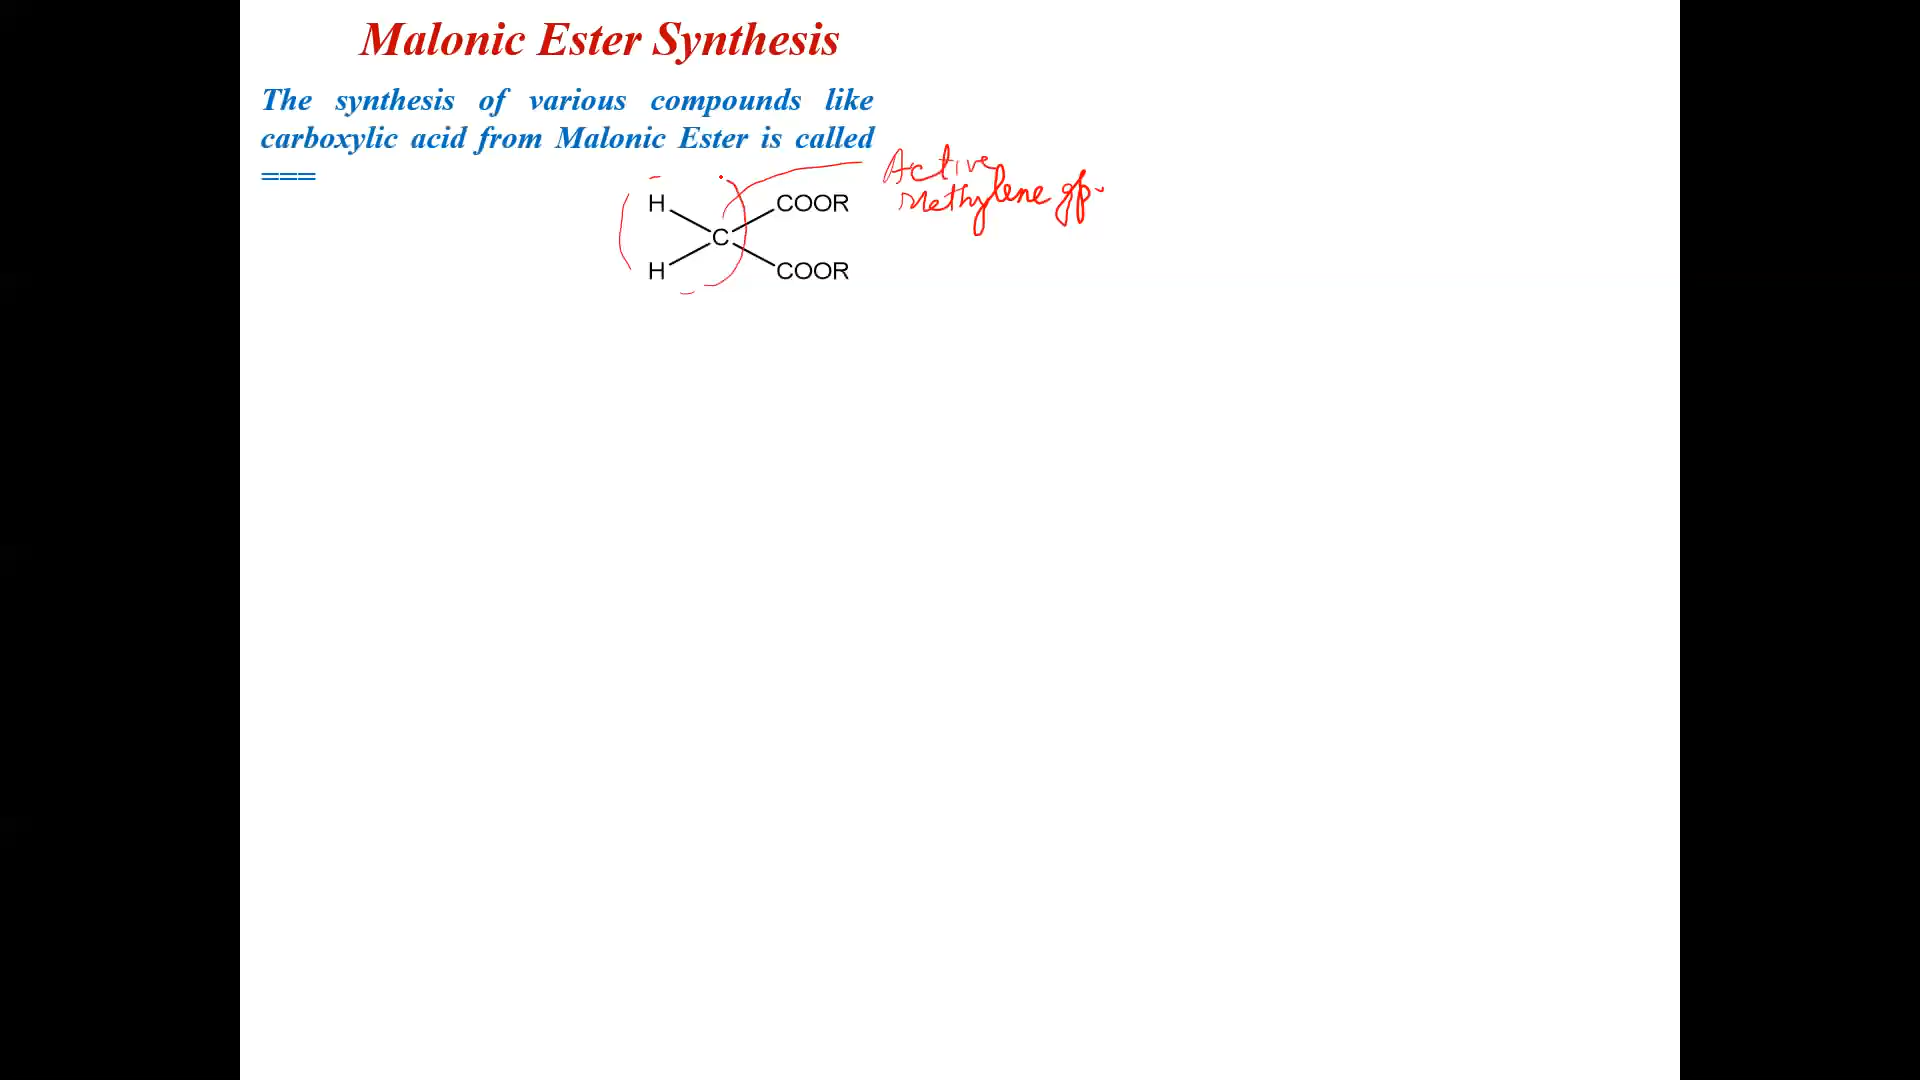 Malonic Ester Synthesis
The synthesis of various compounds like
carboxylic acid from Malonic Ester is called
===
Active
Methylene gp.
H COOR
C
H COOR